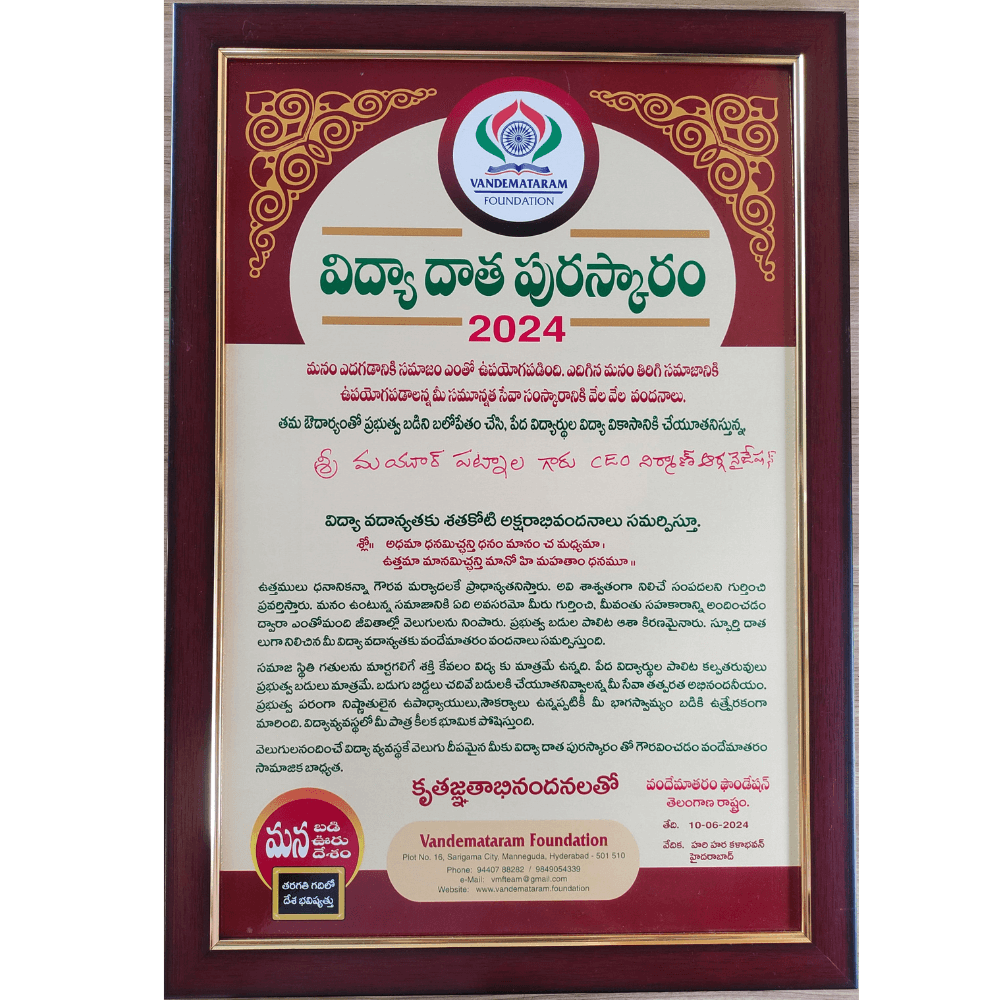 VANDEMATARAM
FOUNDATION
విద్యా దాత పురస్కారం
2024
మనం ఎదగడానికి సమాజం ఎంతో ఉపయోగపడింది. ఎదిగిన మనం తిరిగి సమాజానికి
ఉపయోగపడాలన్న మీ సమున్నత సేవా సంస్కారానికి వేల వేల వందనాలు.
తమ ఔదార్యంతో ప్రభుత్వ బడిని బలోపేతం చేసి, పేద విద్యార్థుల విద్యా వికాసానికి చేయూతనిస్తున్న,
శ్రీ మయూర్ పట్నాల గారు CEO నిర్మాణ్ ఆర్గనైజేషన్
విద్యా వదాన్యతకు శతకోటి అక్షరాభివందనాలు సమర్పిస్తూ.
శ్లో॥ అధమా ధనమిచ్ఛన్తి ధనం మానం చ మధ్యమా।
ఉత్తమా మానమిచ్ఛన్తి మానో హి మహతాం ధనమూ॥
ఉత్తములు ధనానికన్నా గౌరవ మర్యాదలకే ప్రాధాన్యతనిస్తారు. అవి శాశ్వతంగా నిలిచే సంపదలని గుర్తించి
ప్రవర్తిస్తారు. మనం ఉంటున్న సమాజానికి ఏది అవసరమో మీరు గుర్తించి, మీవంతు సహకారాన్ని అందించడం
ద్వారా ఎంతోమంది జీవితాల్లో వెలుగులను నింపారు. ప్రభుత్వ బడుల పాలిట ఆశా కిరణమైనారు. స్ఫూర్తి దాత
లుగా నిలిచిన మీ విద్యా వదాన్యతకు వందేమాతరం వందనాలు సమర్పిస్తుంది.
సమాజ స్థితి గతులను మార్చగలిగే శక్తి కేవలం విద్య కు మాత్రమే ఉన్నది. పేద విద్యార్థుల పాలిట కల్పతరువులు
ప్రభుత్వ బడులు మాత్రమే. బడుగు బిడ్డలు చదివే బడులకి చేయూతనివ్వాలన్న మీ సేవా తత్పరత అభినందనీయం.
ప్రభుత్వ పరంగా నిష్ణాతులైన ఉపాధ్యాయులు,సౌకర్యాలు ఉన్నప్పటికీ మీ భాగస్వామ్యం బడికి ఉత్ప్రేరకంగా
మారింది. విద్యావ్యవస్థలో మీ పాత్ర కీలక భూమిక పోషిస్తుంది.
వెలుగులనందించే విద్యా వ్యవస్థకే వెలుగు దీపమైన మీకు విద్యా దాత పురస్కారం తో గౌరవించడం వందేమాతరం
సామాజిక బాధ్యత.
కృతజ్ఞతాభినందనలతో
వందేమాతరం ఫౌండేషన్
తెలంగాణ రాష్ట్రం.
తేది. 10-06-2024
వేదిక. హరి హర కళాభవన్
హైదరాబాద్
మన బడి
ఊరు
దేశం
తరగతి గదిలో
దేశ భవిష్యత్తు
Vandemataram Foundation
Plot No. 16, Sarigama City, Manneguda, Hyderabad - 501 510
Phone: 94407 88282 / 9849054339
e-Mail: vmfteam@gmail.com
Website: www.vandemataram.foundation